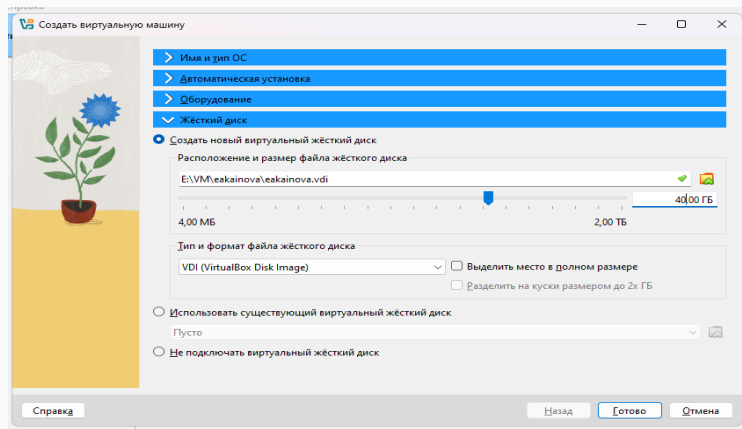 Создать виртуальную машину
Имя и тип ОС
Автоматическая установка
Оборудование
Жёсткий диск
Создать новый виртуальный жёсткий диск
Расположение и размер файла жёсткого диска
E:\VM\eakainova\eakainova.vdi
40,00 ГБ
4,00 МБ 2,00 ТБ
Тип и формат файла жёсткого диска
VDI (VirtualBox Disk Image) Выделить место в полном размере
Разделить на куски размером до 2х ГБ
Использовать существующий виртуальный жёсткий диск
Пусто
Не подключать виртуальный жёсткий диск
Справка Назад Готово Отмена